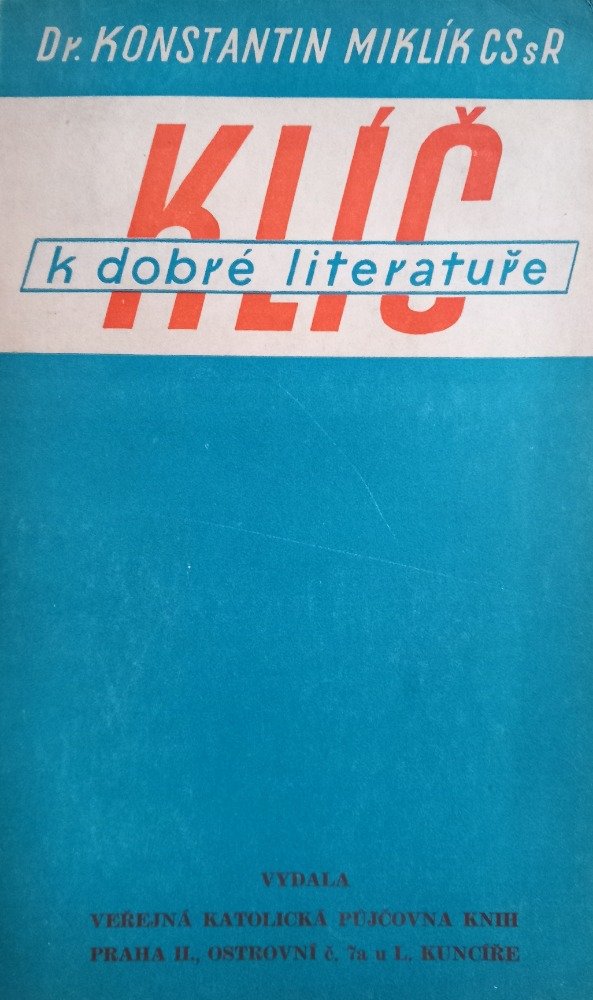 Dr. KONSTANTIN MIKLÍK CSsR
KLÍČ
k dobré literatuře
VYDALA
VEŘEJNÁ KATOLICKÁ PŮJČOVNA KNIH
PRAHA II., OSTROVNÍ č. 7a u L. KUNCÍŘE